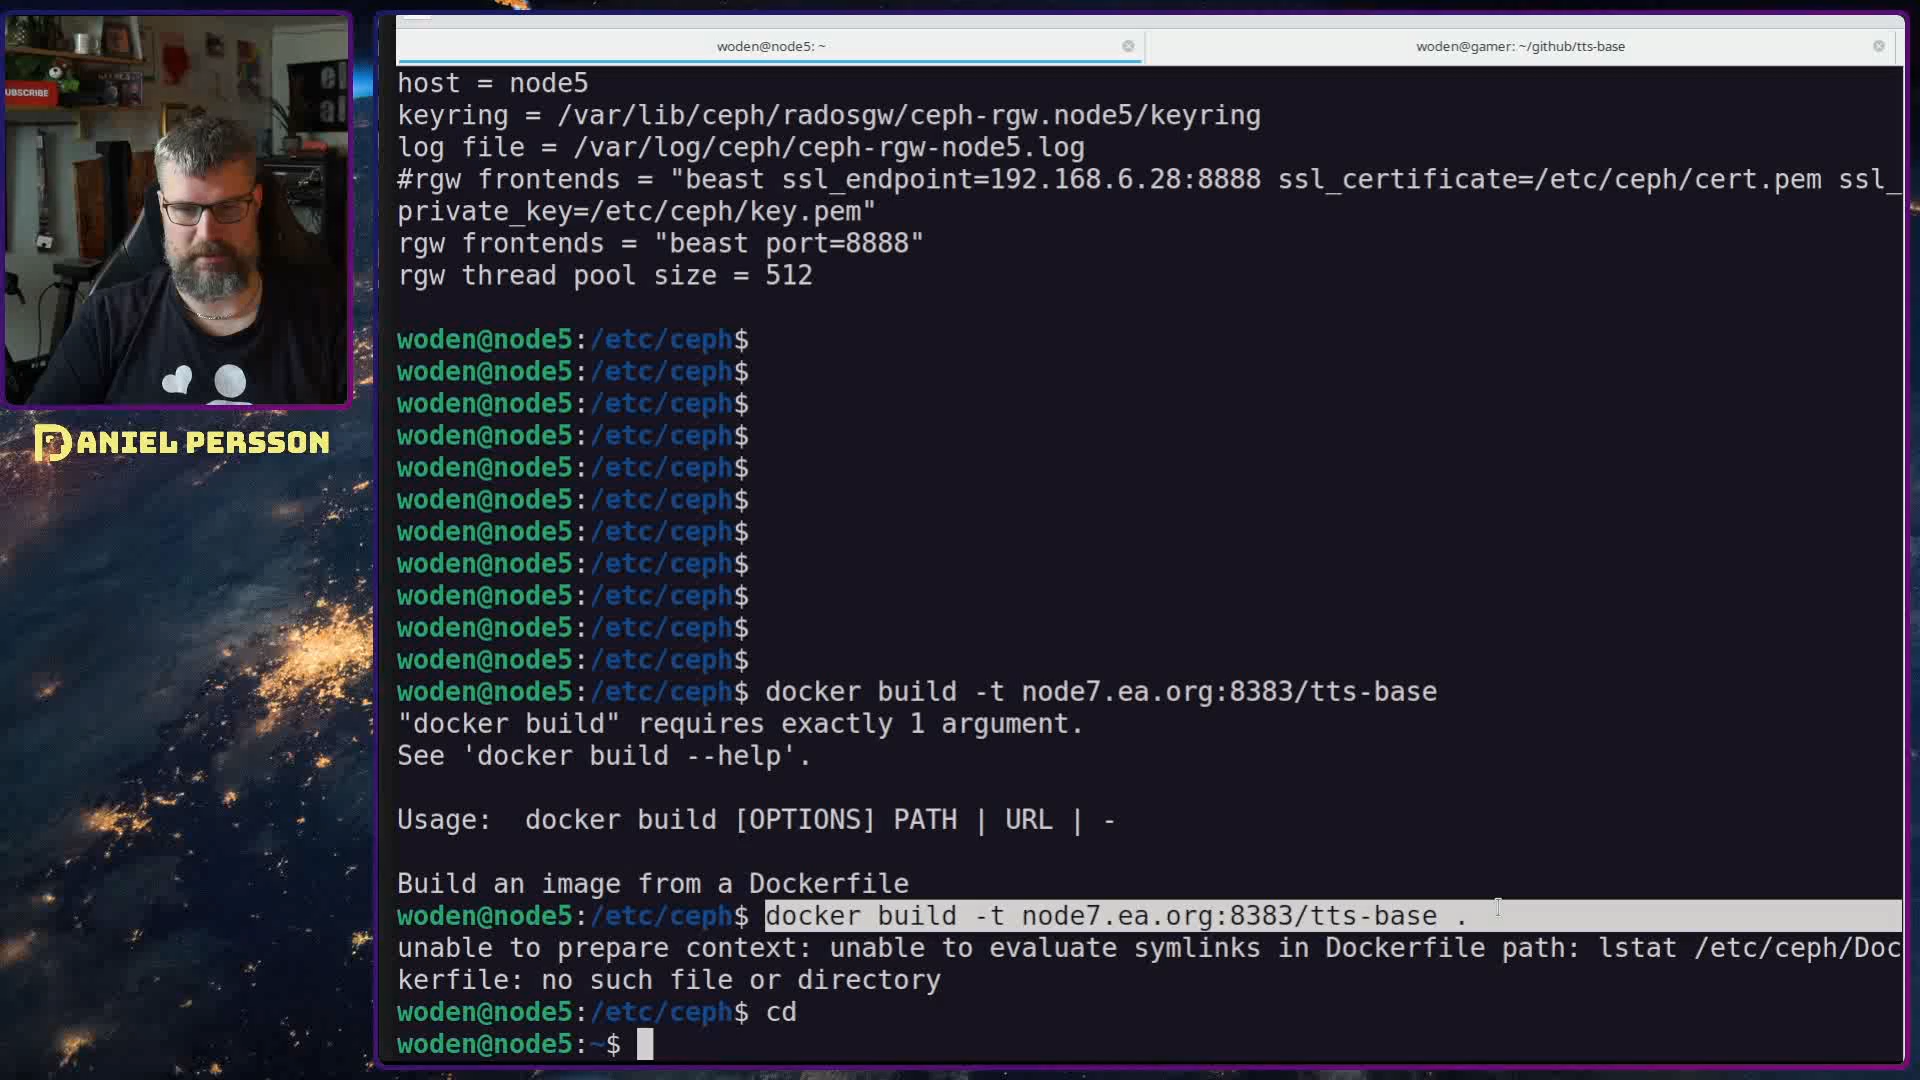 woden@node5: ~
woden@gamer: ~/github/tts-base
host = node5
keyring = /var/lib/ceph/radosgw/ceph-rgw.node5/keyring
log file = /var/log/ceph/ceph-rgw-node5.log
#rgw frontends = "beast ssl_endpoint=192.168.6.28:8888 ssl_certificate=/etc/ceph/cert.pem ssl_
private_key=/etc/ceph/key.pem"
rgw frontends = "beast port=8888"
rgw thread pool size = 512
woden@node5:/etc/ceph$
woden@node5:/etc/ceph$
woden@node5:/etc/ceph$
woden@node5:/etc/ceph$
woden@node5:/etc/ceph$
woden@node5:/etc/ceph$
woden@node5:/etc/ceph$
woden@node5:/etc/ceph$
woden@node5:/etc/ceph$
woden@node5:/etc/ceph$
woden@node5:/etc/ceph$
woden@node5:/etc/ceph$ docker build -t node7.ea.org:8383/tts-base
"docker build" requires exactly 1 argument.
See 'docker build --help'.
Usage:  docker build [OPTIONS] PATH | URL | -
Build an image from a Dockerfile
woden@node5:/etc/ceph$ docker build -t node7.ea.org:8383/tts-base .
unable to prepare context: unable to evaluate symlinks in Dockerfile path: lstat /etc/ceph/Doc
kerfile: no such file or directory
woden@node5:/etc/ceph$ cd
woden@node5:~$
UBSCRIBE
DANIEL PERSSON